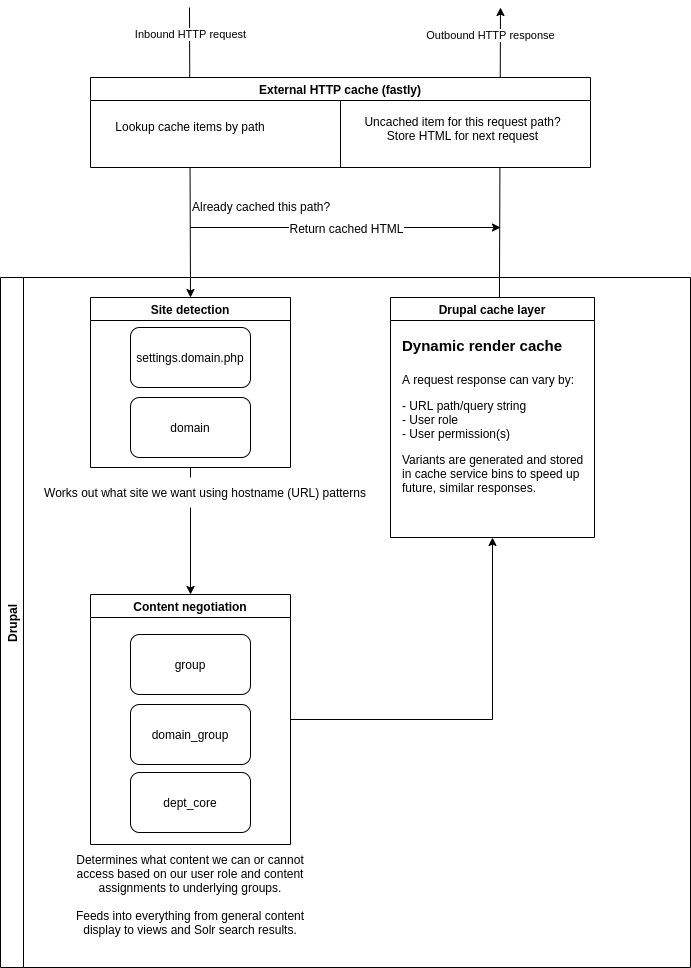 Inbound HTTP request
Outbound HTTP response
External HTTP cache (fastly)
Lookup cache items by path
Uncached item for this request path?
Store HTML for next request
Already cached this path?
Return cached HTML
Drupal
Site detection
settings.domain.php
domain
Works out what site we want using hostname (URL) patterns
Content negotiation
group
domain_group
dept_core
Determines what content we can or cannot
access based on our user role and content
assignments to underlying groups.
Feeds into everything from general content
display to views and Solr search results.
Drupal cache layer
Dynamic render cache
A request response can vary by:
- URL path/query string
- User role
- User permission(s)
Variants are generated and stored
in cache service bins to speed up
future, similar responses.